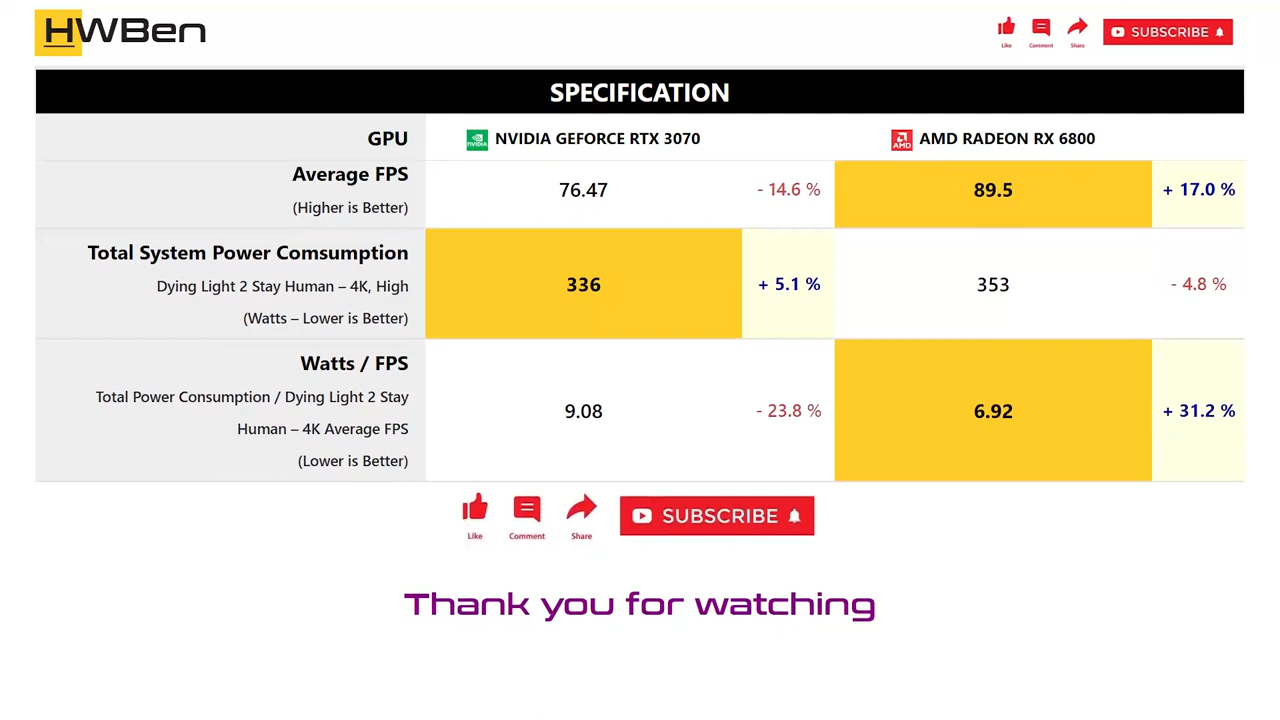 HWBen
Like
Comment
Share
SUBSCRIBE
SPECIFICATION
GPU
NVIDIA
NVIDIA GEFORCE RTX 3070
AMD
AMD RADEON RX 6800
Average FPS
(Higher is Better)
76.47
- 14.6 %
89.5
+ 17.0 %
Total System Power Comsumption
Dying Light 2 Stay Human – 4K, High
(Watts – Lower is Better)
336
+ 5.1 %
353
- 4.8 %
Watts / FPS
Total Power Consumption / Dying Light 2 Stay
Human – 4K Average FPS
(Lower is Better)
9.08
- 23.8 %
6.92
+ 31.2 %
Like
Comment
Share
SUBSCRIBE
Thank you for watching